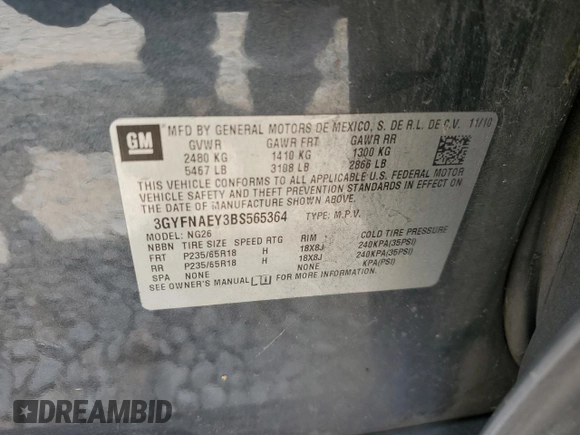 GM
MFD BY GENERAL MOTORS DE MEXICO, S. DE R.L. DE C.V. 11/10
GVWR GAWR FRT GAWR RR
2480 KG 1410 KG 1300 KG
5467 LB 3108 LB 2866 LB
THIS VEHICLE CONFORMS TO ALL APPLICABLE U.S. FEDERAL MOTOR
VEHICLE SAFETY AND THEFT PREVENTION STANDARDS IN EFFECT ON
THE DATE OF MANUFACTURE SHOWN ABOVE.
3GYFNAEY3BS565364 TYPE: M.P.V.
MODEL: NG26
NBBN TIRE SIZE SPEED RTG RIM COLD TIRE PRESSURE
FRT P235/65R18 H 18X8J 240KPA(35PSI)
RR P235/65R18 H 18X8J 240KPA(35PSI)
SPA NONE NONE KPA(PSI)
SEE OWNER'S MANUAL FOR MORE INFORMATION.
DREAMBID